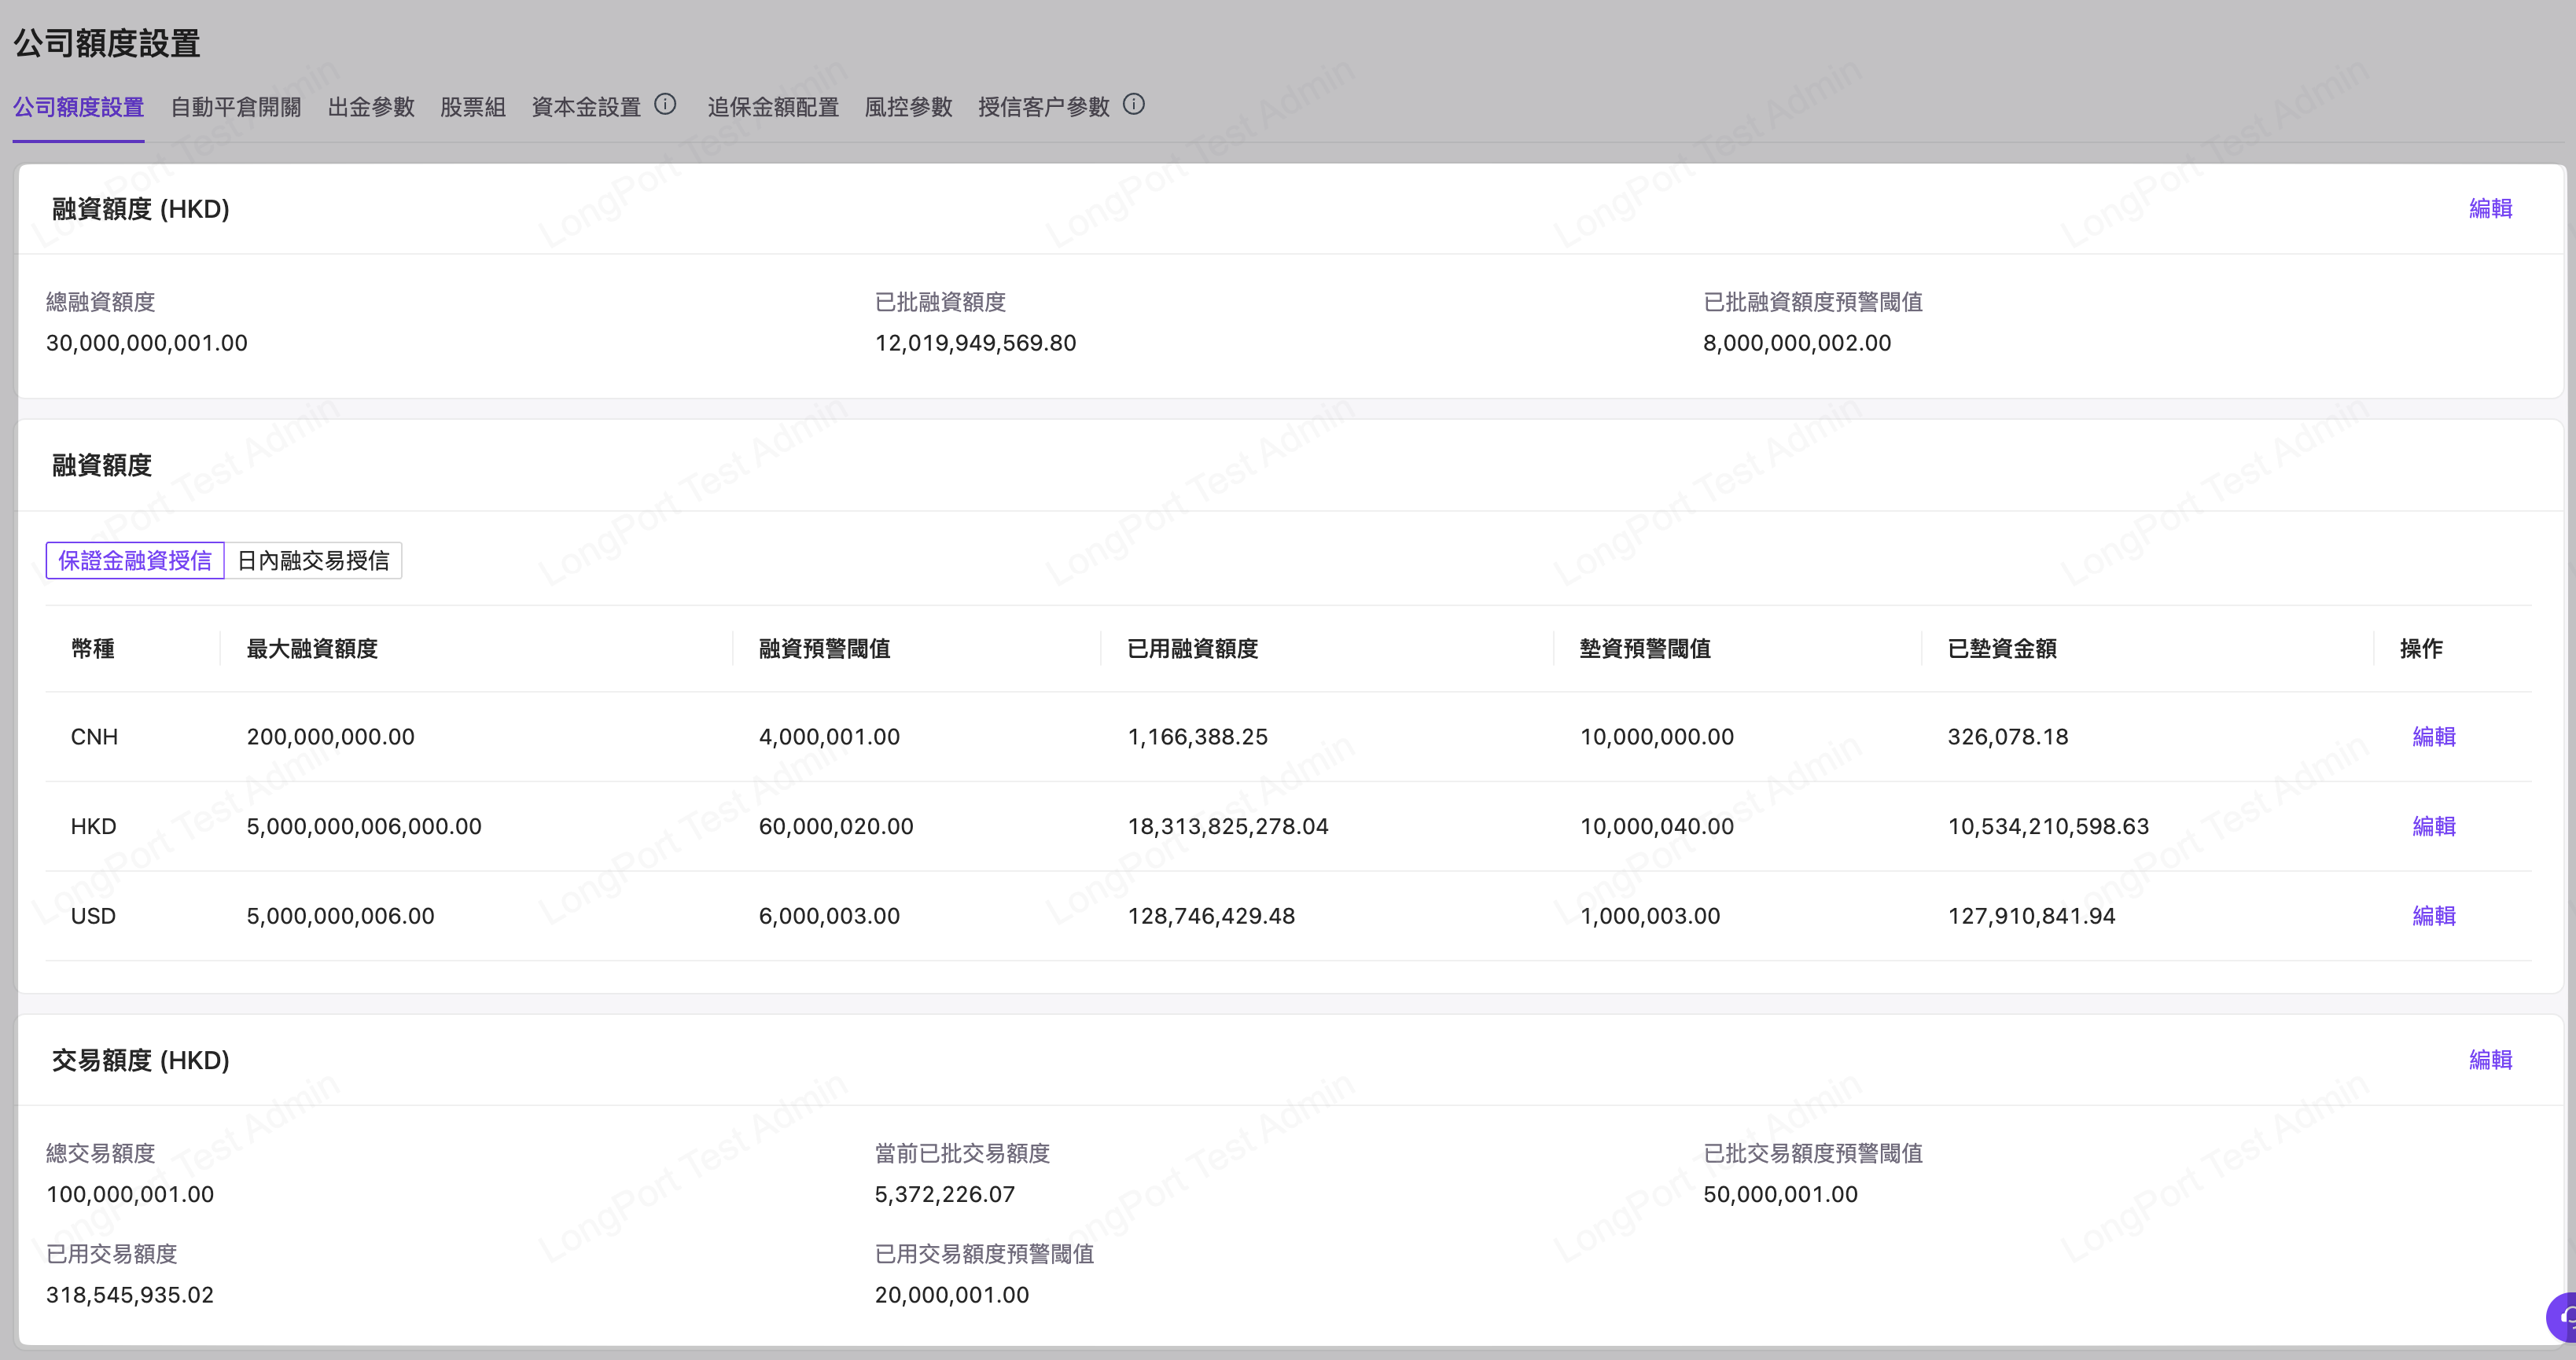 公司額度設置
公司額度設置 自動平倉開關 出金參數 股票組 資本金設置 追保金額配置 風控參數 授信客户參數
融資額度 (HKD) 編輯
總融資額度 已批融資額度 已批融資額度預警閾值
30,000,000,001.00 12,019,949,569.80 8,000,000,002.00
融資額度
保證金融資授信 日內融交易授信
幣種 最大融資額度 融資預警閾值 已用融資額度 墊資預警閾值 已墊資金額 操作
CNH 200,000,000.00 4,000,001.00 1,166,388.25 10,000,000.00 326,078.18 編輯
HKD 5,000,000,006,000.00 60,000,020.00 18,313,825,278.04 10,000,040.00 10,534,210,598.63 編輯
USD 5,000,000,006.00 6,000,003.00 128,746,429.48 1,000,003.00 127,910,841.94 編輯
交易額度 (HKD) 編輯
總交易額度 當前已批交易額度 已批交易額度預警閾值
100,000,001.00 5,372,226.07 50,000,001.00
已用交易額度 已用交易額度預警閾值
318,545,935.02 20,000,001.00
LongPort Test Admin